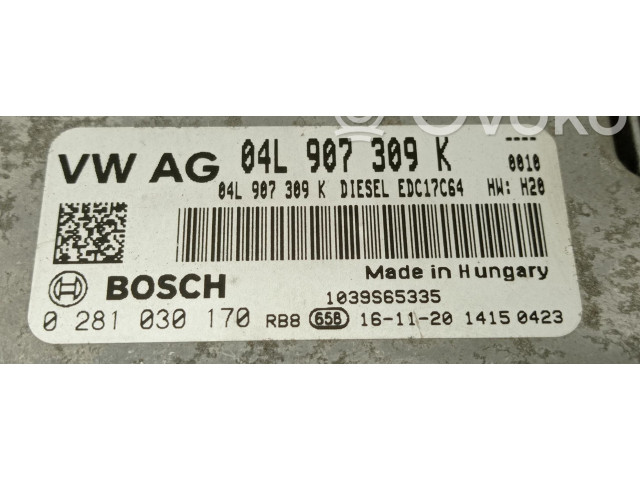 VW AG 04L 907 309 K 0010
04L 907 309 K DIESEL EDC17C64 HW: H20
Made in Hungary
BOSCH 1039S65335
0 281 030 170 RB8 65B 16-11-20 1415 0423